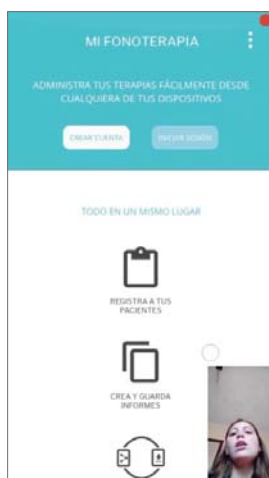 MI FONOTERAPIA
ADMINISTRA TUS TERAPIAS FÁCILMENTE DESDE
CUALQUIERA DE TUS DISPOSITIVOS
CREAR CUENTA
INICIAR SESIÓN
TODO EN UN MISMO LUGAR
REGISTRA A TUS
PACIENTES
CREA Y GUARDA
INFORMES